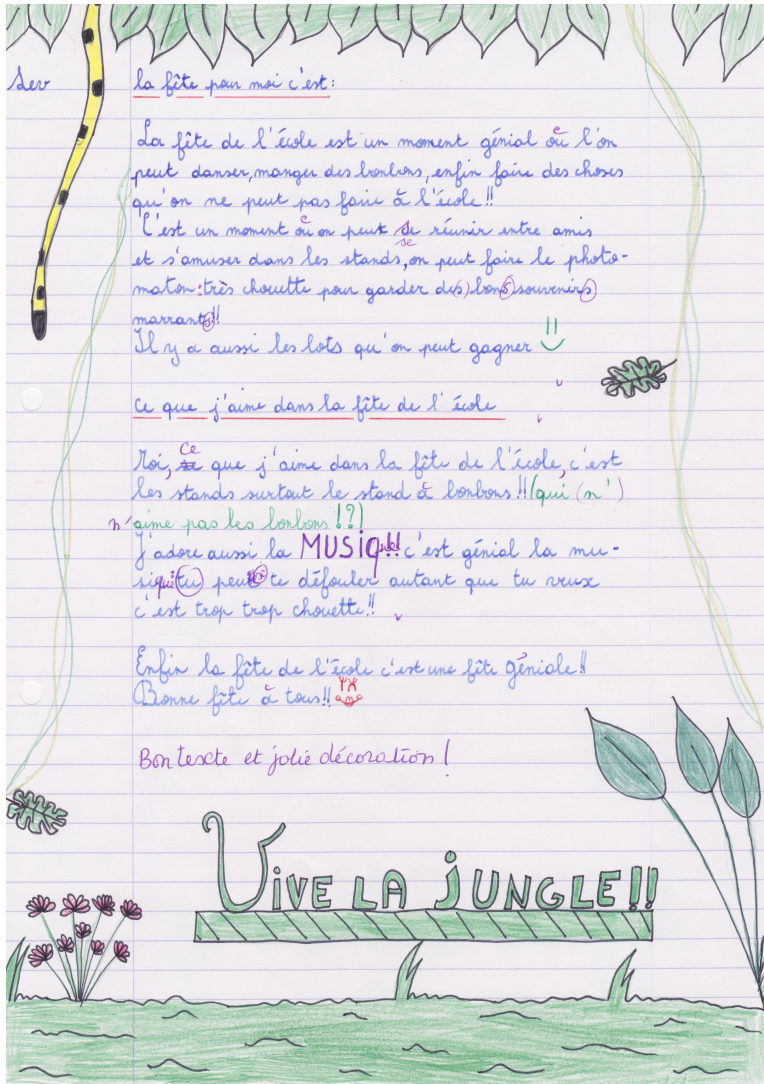 Lev
la fête pour moi c'est:
La fête de l'école est un moment génial où l'on
peut danser, manger des bonbons, enfin faire des choses
qu'on ne peut pas faire à l'école !!
C'est un moment où on peut se réunir entre amis
se
et s'amuser dans les stands, on peut faire le photo-
maton: très chouette pour garder des bons souvenirs
marrants!!
Il y a aussi les lots qu'on peut gagner
Ce que j'aime dans la fête de l'école
Ce
Moi, que j'aime dans la fête de l'école, c'est
les stands surtout le stand à bonbons !! (qui (n')
n'aime pas les bonbons !?)
J'adore aussi la MUSiQue!! c'est génial la mu-
sique tu peux te défouler autant que tu veux
c'est trop trop chouette!!
Enfin la fête de l'école c'est une fête géniale!!
Bonne fête à tous!!
Bon texte et jolie décoration !
ViVE LA JUNGLE!!